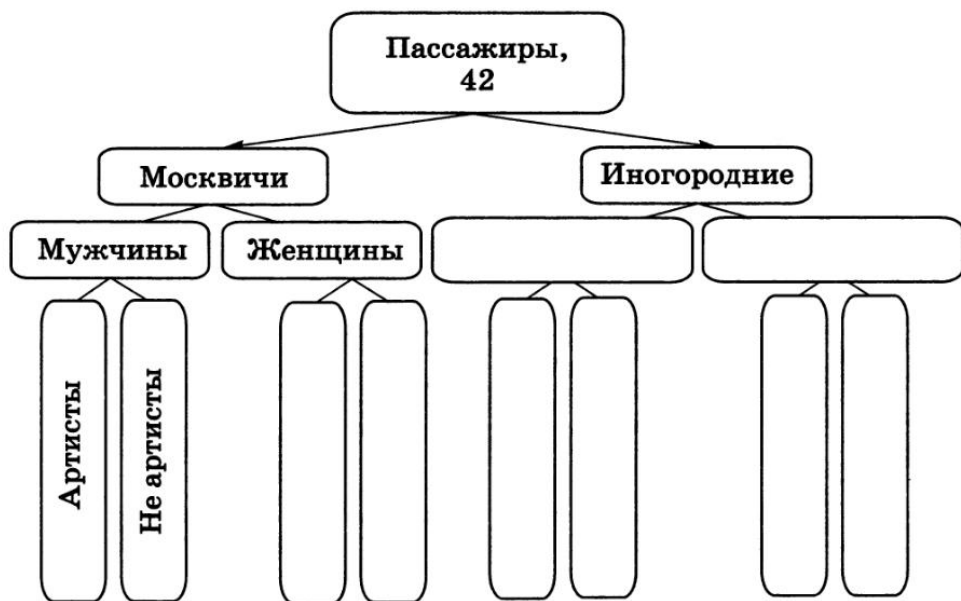 Пассажиры,
42
Москвичи
Иногородние
Мужчины
Женщины
Артисты
Не артисты